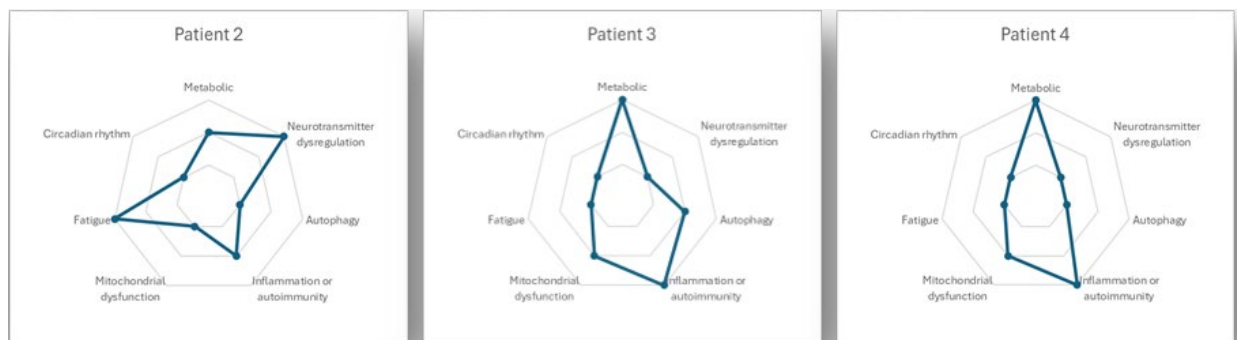 Patient 2
Metabolic
Circadian rhythm
Neurotransmitter
dysregulation
Fatigue
Autophagy
Mitochondrial
dysfunction
Inflammation or
autoimmunity
Patient 3
Metabolic
Circadian rhythm
Neurotransmitter
dysregulation
Fatigue
Autophagy
Mitochondrial
dysfunction
Inflammation or
autoimmunity
Patient 4
Metabolic
Circadian rhythm
Neurotransmitter
dysregulation
Fatigue
Autophagy
Mitochondrial
dysfunction
Inflammation or
autoimmunity